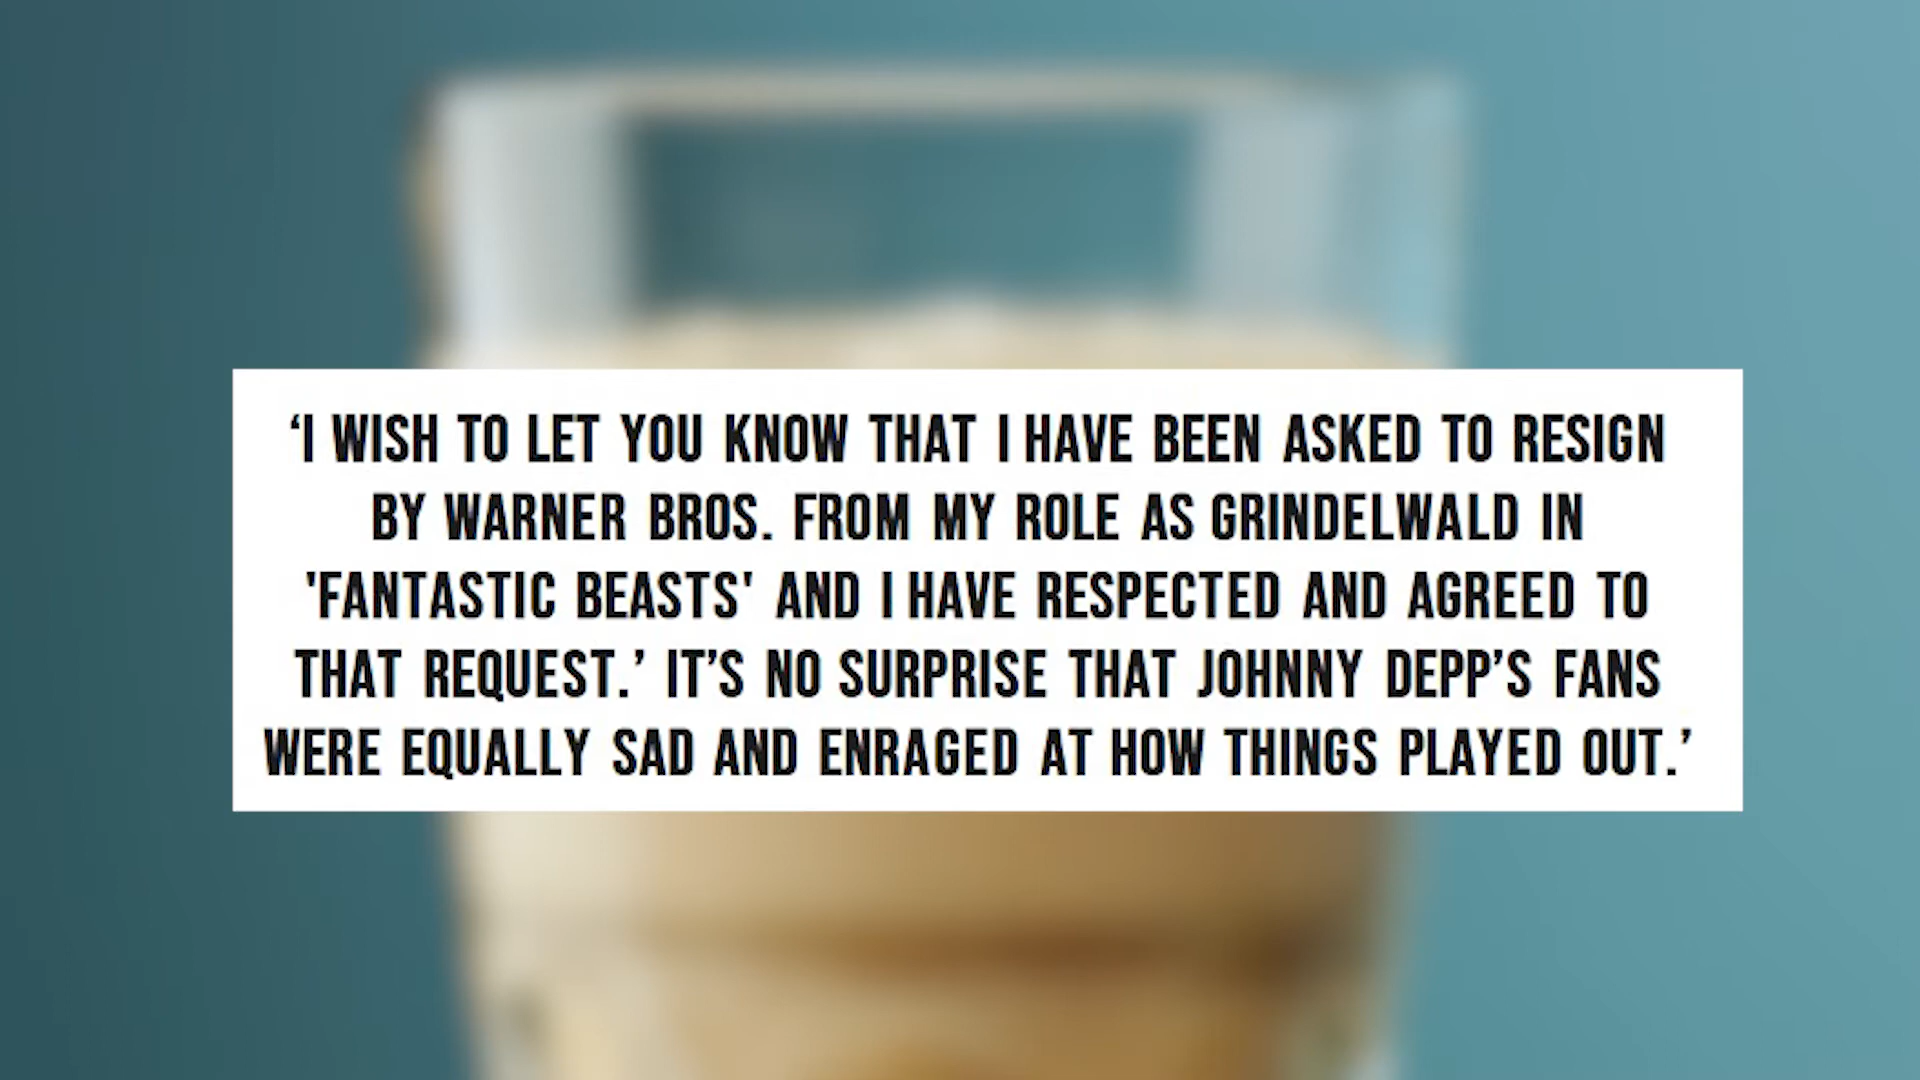 ‘I WISH TO LET YOU KNOW THAT I HAVE BEEN ASKED TO RESIGN
BY WARNER BROS. FROM MY ROLE AS GRINDELWALD IN
'FANTASTIC BEASTS' AND I HAVE RESPECTED AND AGREED TO
THAT REQUEST.’ IT’S NO SURPRISE THAT JOHNNY DEPP’S FANS
WERE EQUALLY SAD AND ENRAGED AT HOW THINGS PLAYED OUT.’